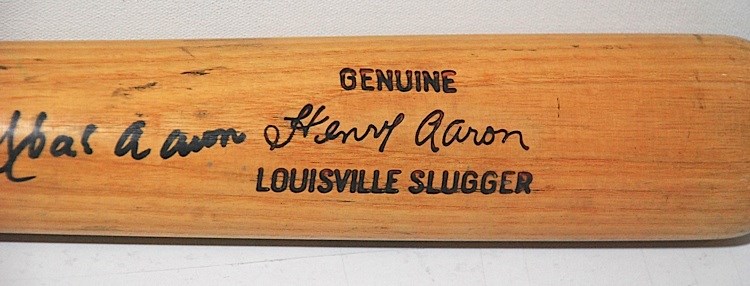 GENUINE
Aaron Henry Aaron
LOUISVILLE SLUGGER